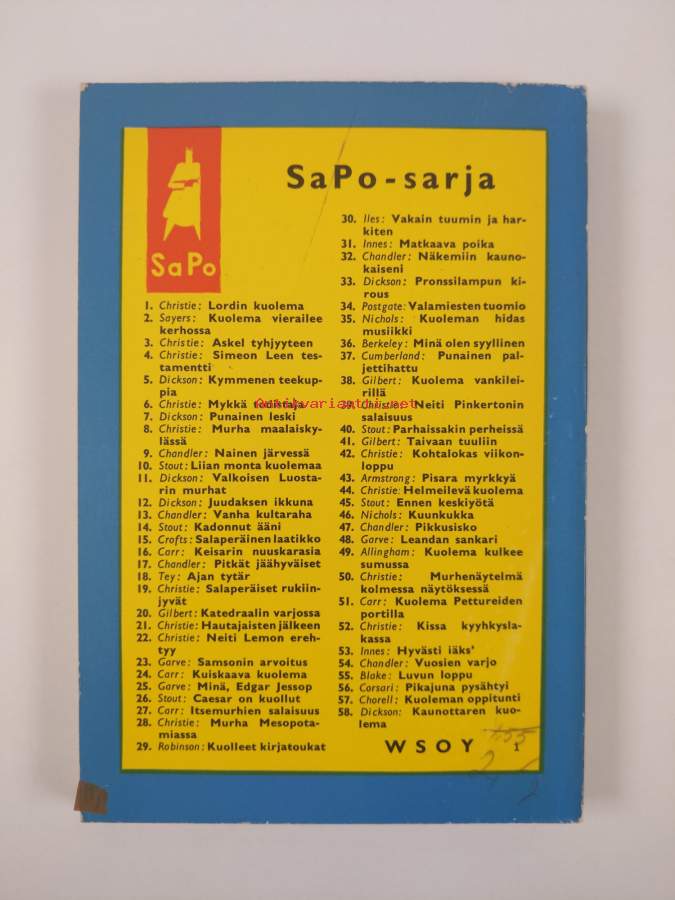 SaPo-sarja
SaPo
1. Christie: Lordin kuolema
2. Sayers: Kuolema vierailee
kerhossa
3. Christie: Askel tyhjyyteen
4. Christie: Simeon Leen tes-
tamentti
5. Dickson: Kymmenen teekup-
pia
6. Christie: Mykkä todistaja
7. Dickson: Punainen leski
8. Christie: Murha maalaisky-
lässä
9. Chandler: Nainen järvessä
10. Stout: Liian monta kuolemaa
11. Dickson: Valkoisen Luosta-
rin murhat
12. Dickson; Juudaksen ikkuna
13. Chandler: Vanha kultaraha
14. Stout: Kadonnut ääni
15. Crofts: Salaperäinen laatikko
16. Carr: Keisarin nuuskarasia
17. Chandler: Pitkät jäähyväiset
18. Tey: Ajan tytär
19. Christie: Salaperäiset rukiin-
jyvät
20. Gilbert: Katedraalin varjossa
21. Christie: Hautajaisten jälkeen
22. Christie: Neiti Lemon ereh-
tyy
23. Garve: Samsonin arvoitus
24. Carr: Kuiskaava kuolema
25. Garve: Minä, Edgar Jessop
26. Stout: Caesar on kuollut
27. Carr: Itsemurhien salaisuus
28. Christie: Murha Mesopota-
miassa
29. Robinson: Kuolleet kirjatoukat
30. Iles: Vakain tuumin ja har-
kiten
31. Innes: Matkaava poika
32. Chandler: Näkemiin kauno-
kaiseni
33. Dickson: Pronssilampun ki-
rous
34. Postgate: Valamiesten tuomio
35. Nichols: Kuoleman hidas
musiikki
36. Berkeley: Minä olen syyllinen
37. Cumberland: Punainen pal-
jettihattu
38. Gilbert: Kuolema vankilei-
rillä
39. Christie: Neiti Pinkertonin
salaisuus
40. Stout: Parhaissakin perheissä
41. Gilbert: Taivaan tuuliin
42. Christie: Kohtalokas viikon-
loppu
43. Armstrong: Pisara myrkkyä
44. Christie: Helmeilevä kuolema
45. Stout: Ennen keskiyötä
46. Nichols: Kuunkukka
47. Chandler: Pikkusisko
48. Garve: Leandan sankari
49. Allingham: Kuolema kulkee
sumussa
50. Christie: Murhenäytelmä
kolmessa näytöksessä
51. Carr: Kuolema Pettureiden
portilla
52. Christie: Kissa kyyhkysla-
kassa
53. Innes: Hyvästi iäks'
54. Chandler: Vuosien varjo
55. Blake: Luvun loppu
56. Corsari: Pikajuna pysähtyi
57. Chorell: Kuoleman oppitunti
58. Dickson: Kaunottaren kuo-
lema
WSOY
Antikvariaatti.net